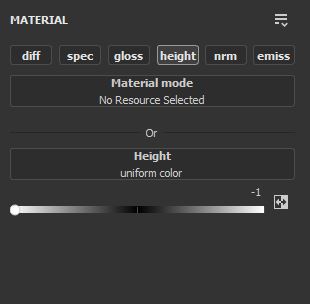 MATERIAL
diff spec gloss height nrm emiss
Material mode
No Resource Selected
Or
Height
uniform color
-1